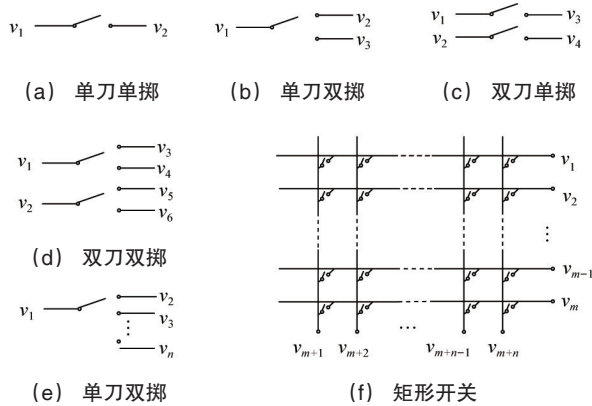 v₁ v₂
(a) 单刀单掷
v₁ v₂
v₃
(b) 单刀双掷
v₁ v₃
v₂ v₄
(c) 双刀单掷
v₁ v₃
v₄
v₂ v₅
v₆
(d) 双刀双掷
v₁ v₂
v₃
⋮
vₙ
(e) 单刀双掷
v₁
v₂
⋮
vₘ₋₁
vₘ
vₘ₊₁ vₘ₊₂ ... vₘ₊ₙ₋₁ vₘ₊ₙ
(f) 矩形开关